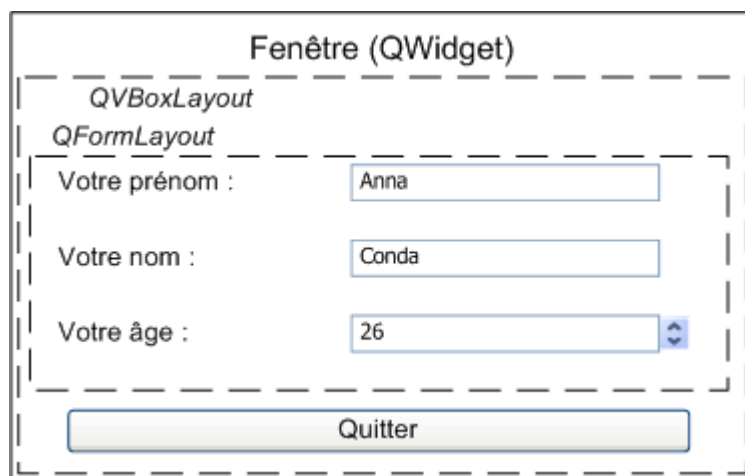 Fenêtre (QWidget)
QVBoxLayout
QFormLayout
Votre prénom : Anna
Votre nom : Conda
Votre âge : 26
Quitter